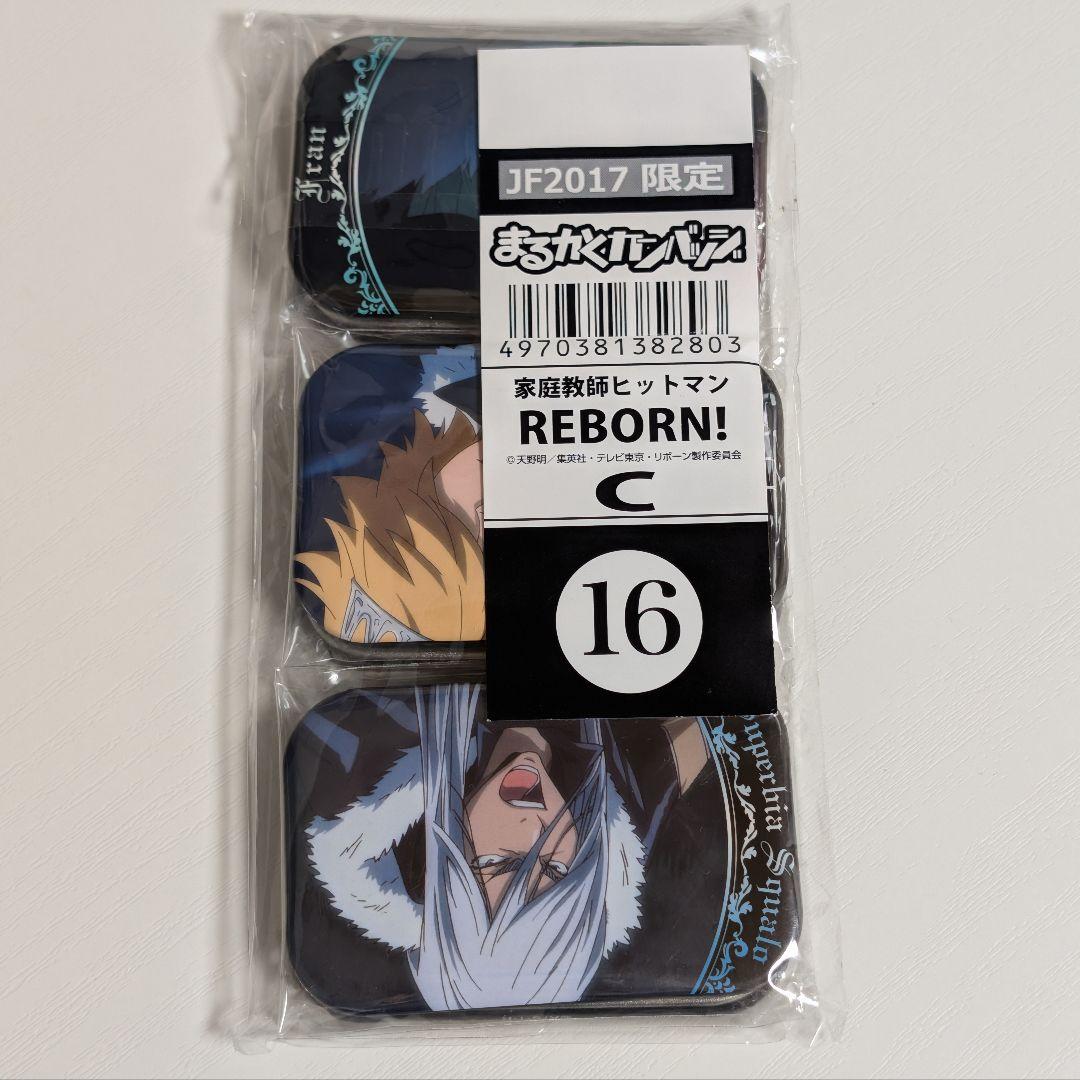 Fran
JF2017 限定
まるかくカンバッジ
4970381382803
家庭教師ヒットマン
REBORN!
©天野明／集英社・テレビ東京・リボーン製作委員会
C
16
Superbia Squalo